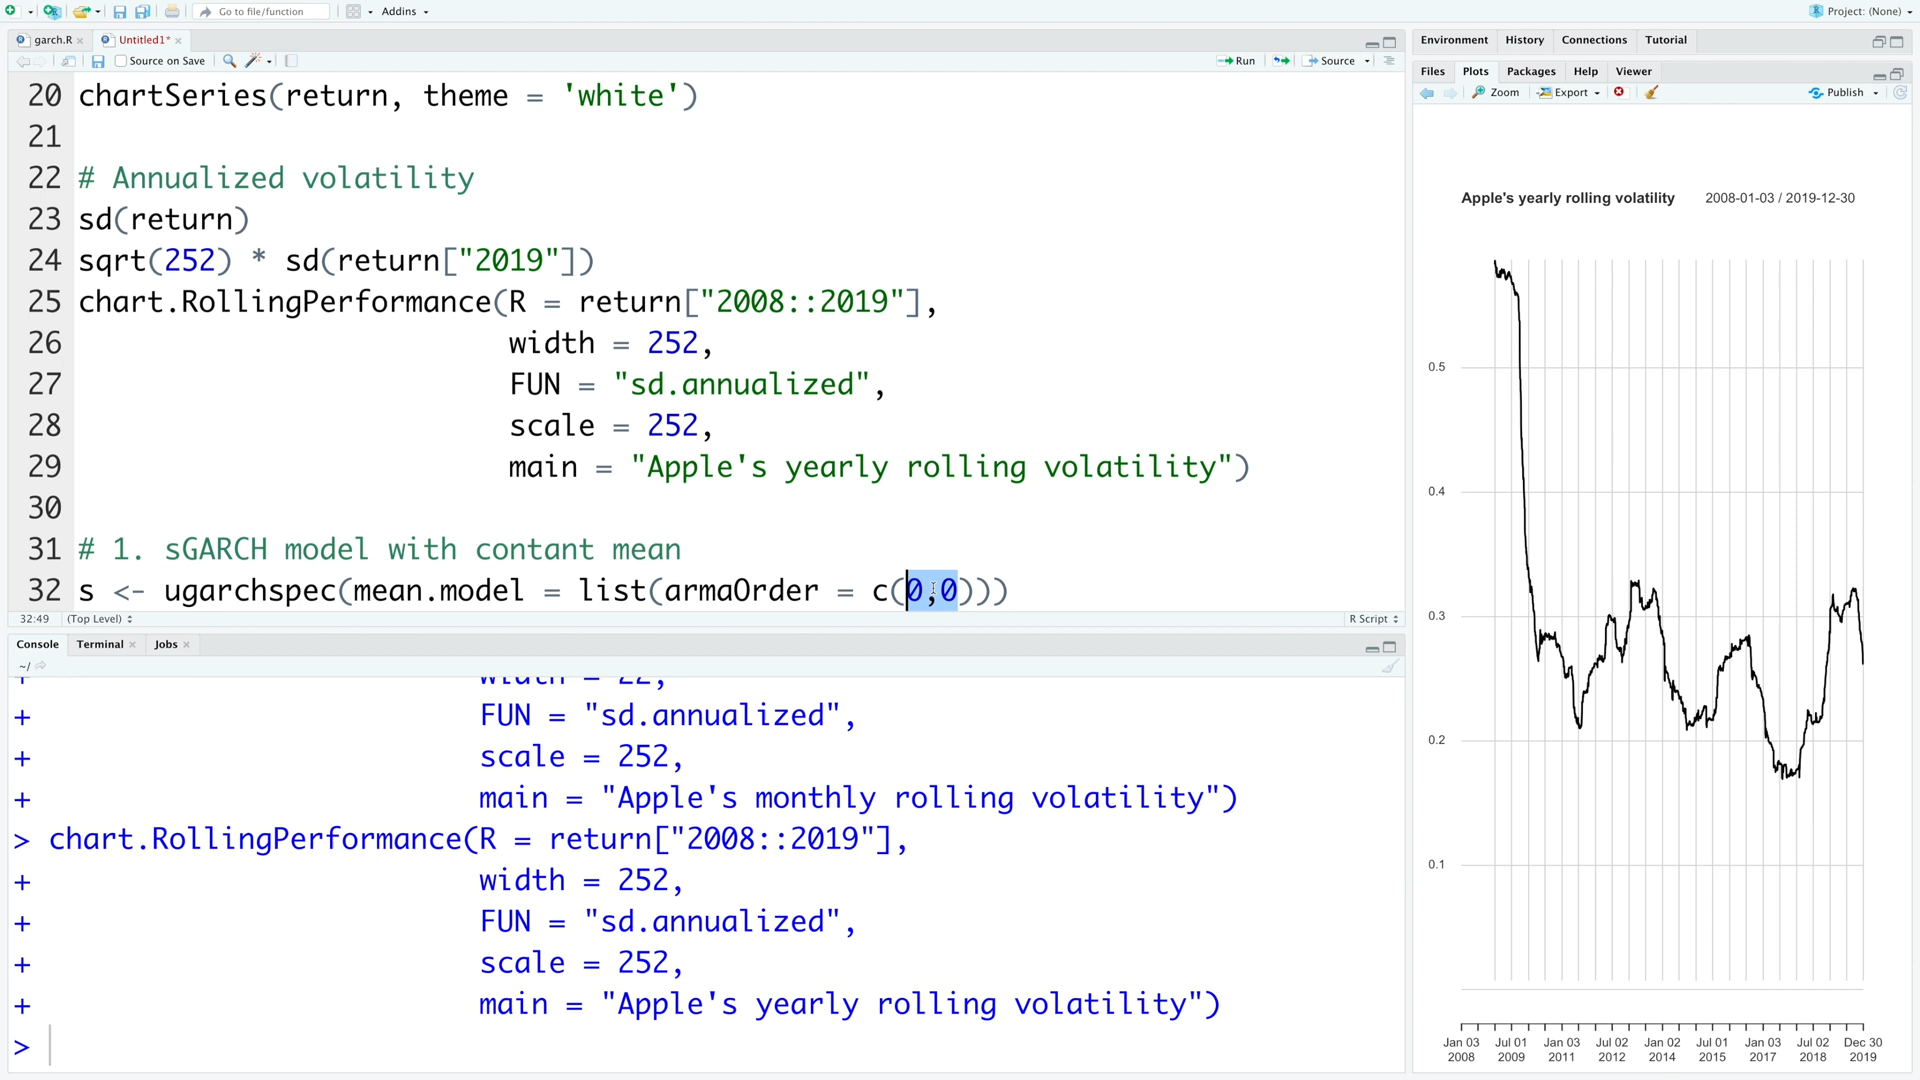 Go to file/function
Addins
Project: (None)
garch.R
Untitled1*
Source on Save
Run
Source
20 chartSeries(return, theme = 'white')
21
22 # Annualized volatility
23 sd(return)
24 sqrt(252) * sd(return["2019"])
25 chart.RollingPerformance(R = return["2008::2019"],
26 width = 252,
27 FUN = "sd.annualized",
28 scale = 252,
29 main = "Apple's yearly rolling volatility")
30
31 # 1. sGARCH model with contant mean
32 s <- ugarchspec(mean.model = list(armaOrder = c(0,0)))
32:49 (Top Level) R Script
Console Terminal Jobs
~/
+ width = 22,
+ FUN = "sd.annualized",
+ scale = 252,
+ main = "Apple's monthly rolling volatility")
> chart.RollingPerformance(R = return["2008::2019"],
+ width = 252,
+ FUN = "sd.annualized",
+ scale = 252,
+ main = "Apple's yearly rolling volatility")
>
Environment History Connections Tutorial
Files Plots Packages Help Viewer
Zoom Export Publish
Apple's yearly rolling volatility 2008-01-03 / 2019-12-30
0.5
0.4
0.3
0.2
0.1
Jan 03 Jul 01 Jan 03 Jul 02 Jan 02 Jul 01 Jan 03 Jul 02 Dec 30
2008 2009 2011 2012 2014 2015 2017 2018 2019